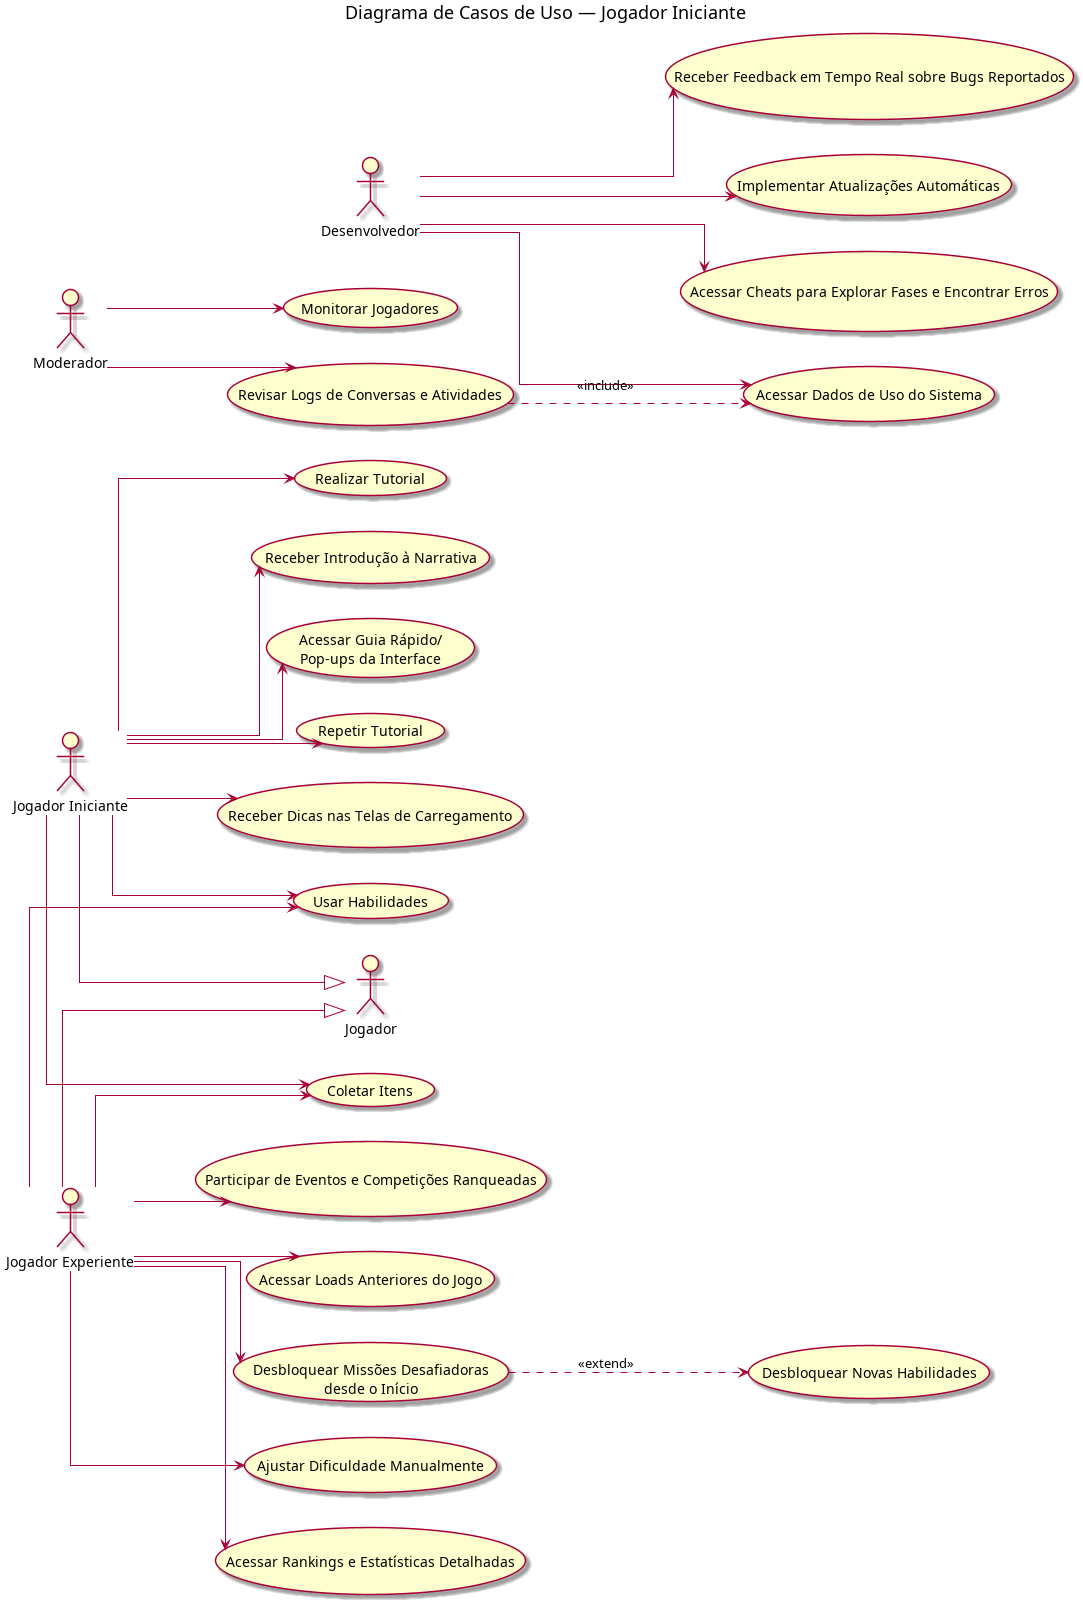 Diagrama de Casos de Uso — Jogador Iniciante
Receber Feedback em Tempo Real sobre Bugs Reportados
Implementar Atualizações Automáticas
Desenvolvedor
Acessar Cheats para Explorar Fases e Encontrar Erros
Monitorar Jogadores
Moderador
«include»
Revisar Logs de Conversas e Atividades
Acessar Dados de Uso do Sistema
Realizar Tutorial
Receber Introdução à Narrativa
Acessar Guia Rápido/
Pop-ups da Interface
Repetir Tutorial
Jogador Iniciante
Receber Dicas nas Telas de Carregamento
Usar Habilidades
Jogador
Coletar Itens
Participar de Eventos e Competições Ranqueadas
Jogador Experiente
Acessar Loads Anteriores do Jogo
Desbloquear Missões Desafiadoras
desde o Início
«extend»
Desbloquear Novas Habilidades
Ajustar Dificuldade Manualmente
Acessar Rankings e Estatísticas Detalhadas